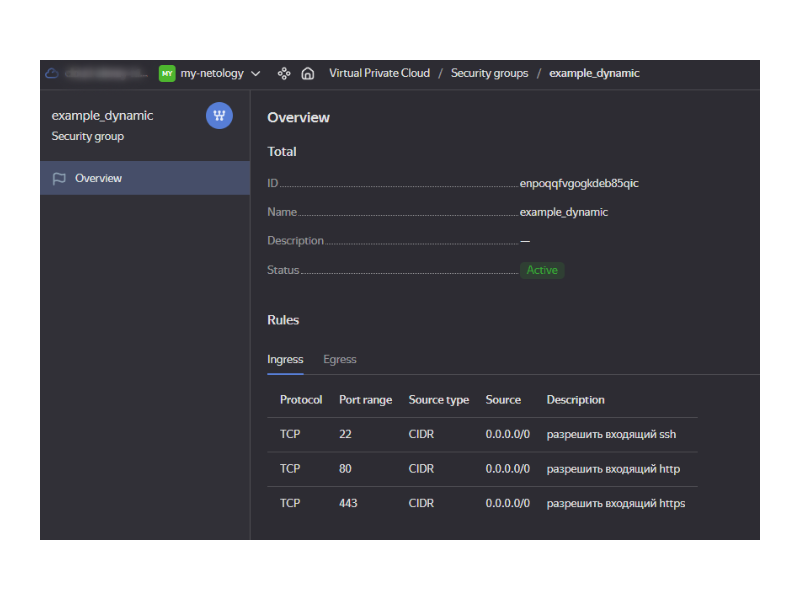 MY my-netology Virtual Private Cloud / Security groups / example_dynamic
example_dynamic
Security group
Overview
Overview
Total
ID enpoqqfvgogkdeb85qic
Name example_dynamic
Description —
Status Active
Rules
Ingress Egress
Protocol Port range Source type Source Description
TCP 22 CIDR 0.0.0.0/0 разрешить входящий ssh
TCP 80 CIDR 0.0.0.0/0 разрешить входящий http
TCP 443 CIDR 0.0.0.0/0 разрешить входящий https